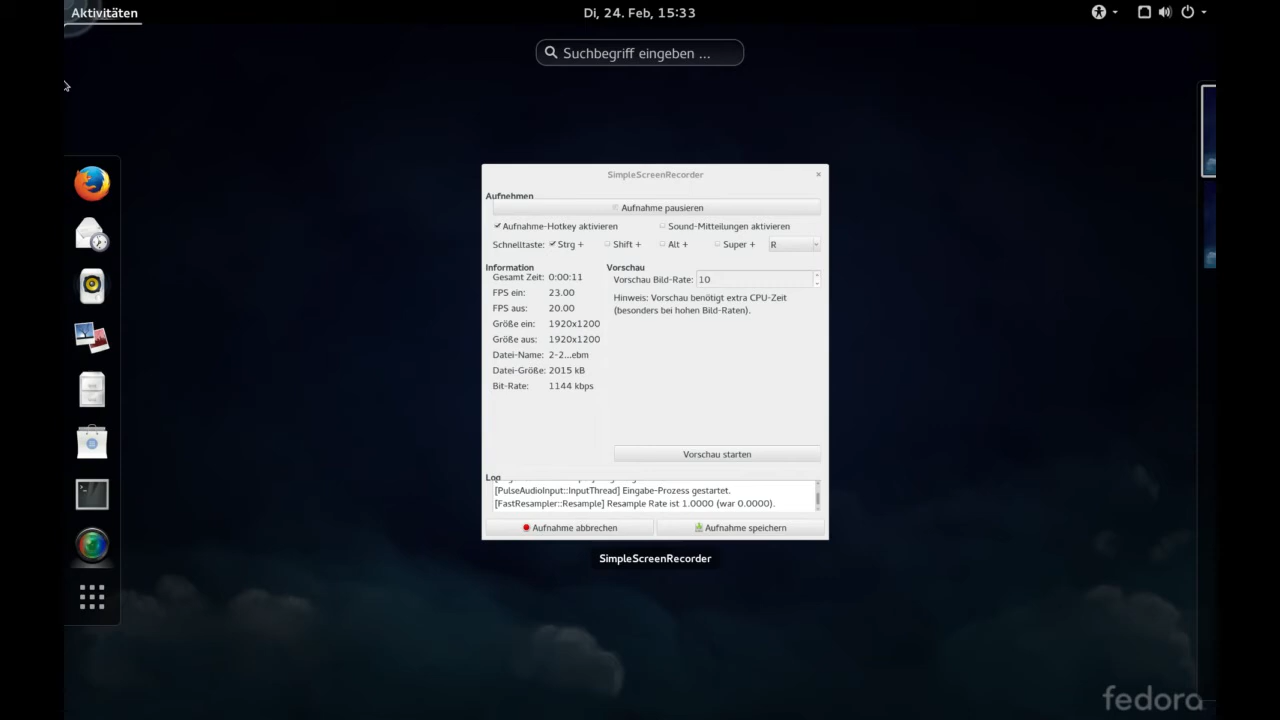 Aktivitäten
Di, 24. Feb, 15:33
Suchbegriff eingeben ...
SimpleScreenRecorder
Aufnehmen
Aufnahme pausieren
Aufnahme-Hotkey aktivieren
Sound-Mitteilungen aktivieren
Schnelltaste: Strg + Shift + Alt + Super + R
Information
Gesamt Zeit: 0:00:11
FPS ein: 23.00
FPS aus: 20.00
Größe ein: 1920x1200
Größe aus: 1920x1200
Datei-Name: 2-2...ebm
Datei-Größe: 2015 kB
Bit-Rate: 1144 kbps
Vorschau
Vorschau Bild-Rate: 10
Hinweis: Vorschau benötigt extra CPU-Zeit
(besonders bei hohen Bild-Raten).
Vorschau starten
Log
[PulseAudioInput::InputThread] Eingabe-Prozess gestartet.
[FastResampler::Resample] Resample Rate ist 1.0000 (war 0.0000).
Aufnahme abbrechen
Aufnahme speichern
SimpleScreenRecorder
fedora